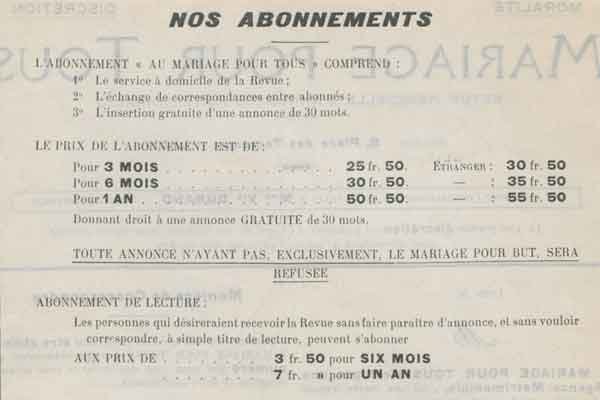 NOS ABONNEMENTS
L'ABONNEMENT « AU MARIAGE POUR TOUS » COMPREND :
1° Le service à domicile de la Revue ;
2° L'échange de correspondances entre abonnés ;
3° L'insertion gratuite d'une annonce de 30 mots.
LE PRIX DE L'ABONNEMENT EST DE :
Pour 3 MOIS . . . . . . . . . . . 25 fr. 50. ÉTRANGER : 30 fr. 50
Pour 6 MOIS . . . . . . . . . . . 30 fr. 50. — : 35 fr. 50
Pour 1 AN . . . . . . . . . . . . 50 fr. 50. — : 55 fr. 50
Donnant droit à une annonce GRATUITE de 30 mots.
TOUTE ANNONCE N'AYANT PAS, EXCLUSIVEMENT, LE MARIAGE POUR BUT, SERA
REFUSÉE
ABONNEMENT DE LECTURE :
Les personnes qui désireraient recevoir la Revue sans faire paraître d'annonce, et sans vouloir
correspondre, à simple titre de lecture, peuvent s'abonner
AUX PRIX DE . . . . . . . . 3 fr. 50 pour SIX MOIS
. . . . . . . . 7 fr. » pour UN AN
DISCRÉTION
MORALITÉ
MARIAGE POUR TOUS